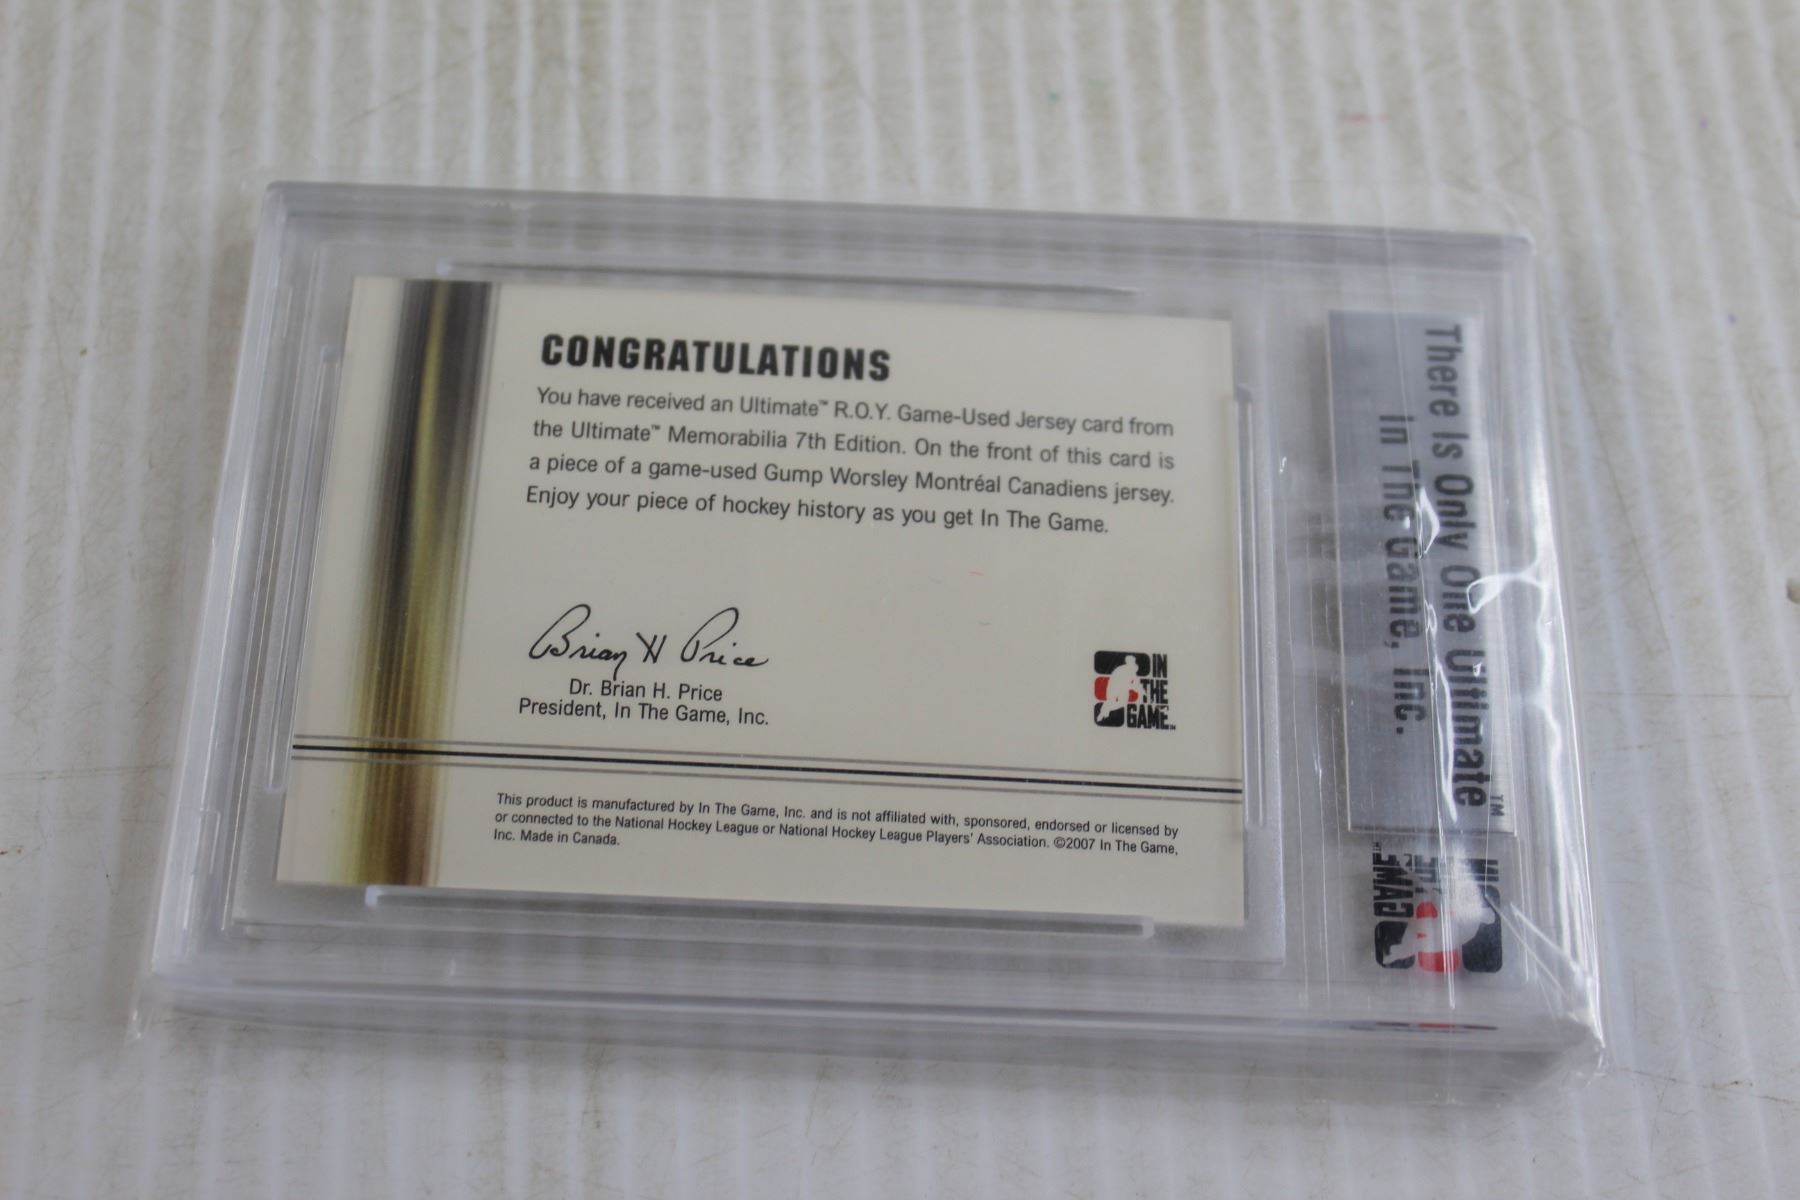 CONGRATULATIONS
You have received an Ultimate™ R.O.Y. Game-Used Jersey card from
the Ultimate™ Memorabilia 7th Edition. On the front of this card is
a piece of a game-used Gump Worsley Montréal Canadiens jersey.
Enjoy your piece of hockey history as you get In The Game.
Brian H Price
Dr. Brian H. Price
President, In The Game, Inc.
IN
THE
GAME™
This product is manufactured by In The Game, Inc. and is not affiliated with, sponsored, endorsed or licensed by
or connected to the National Hockey League or National Hockey League Players' Association. ©2007 In The Game,
Inc. Made in Canada.
There Is Only One Ultimate™
In The Game, Inc.
IN
THE
GAME